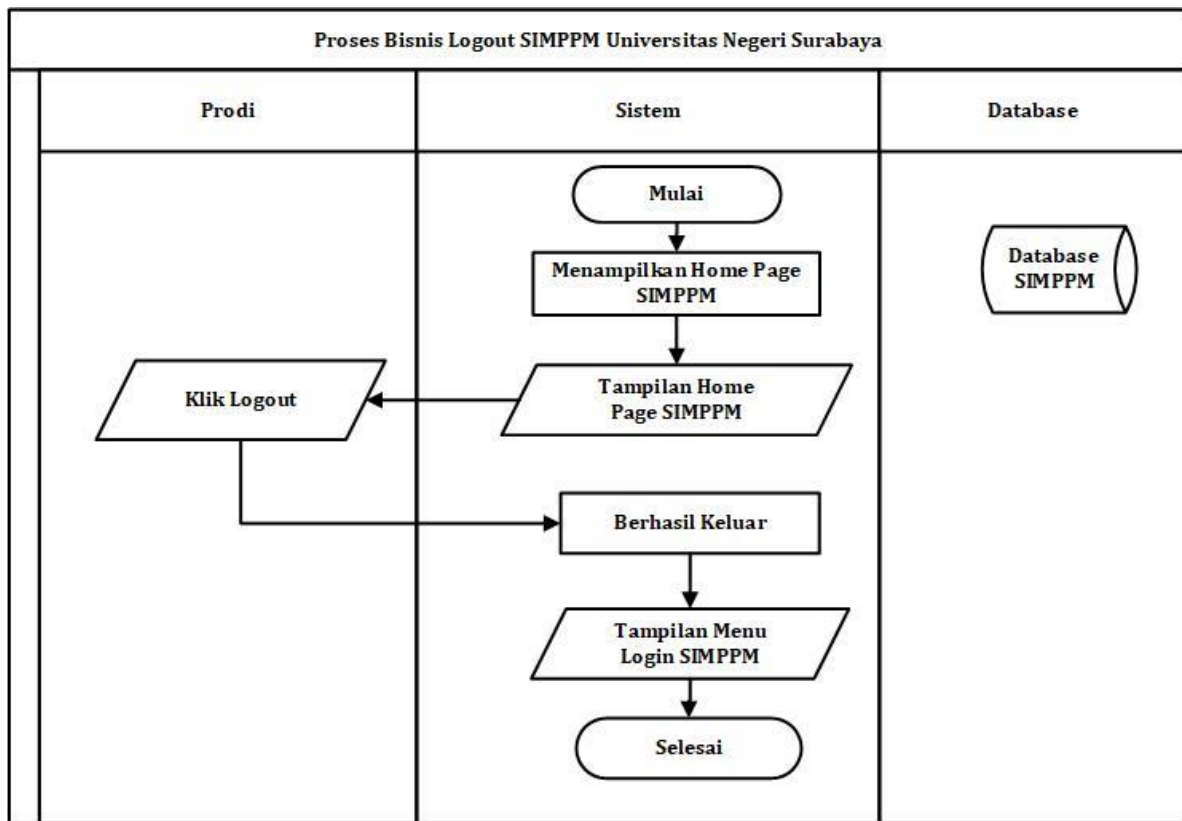 Proses Bisnis Logout SIMPPM Universitas Negeri Surabaya
Prodi
Sistem
Database
Mulai
Menampilkan Home Page
SIMPPM
Database
SIMPPM
Tampilan Home
Page SIMPPM
Klik Logout
Berhasil Keluar
Tampilan Menu
Login SIMPPM
Selesai